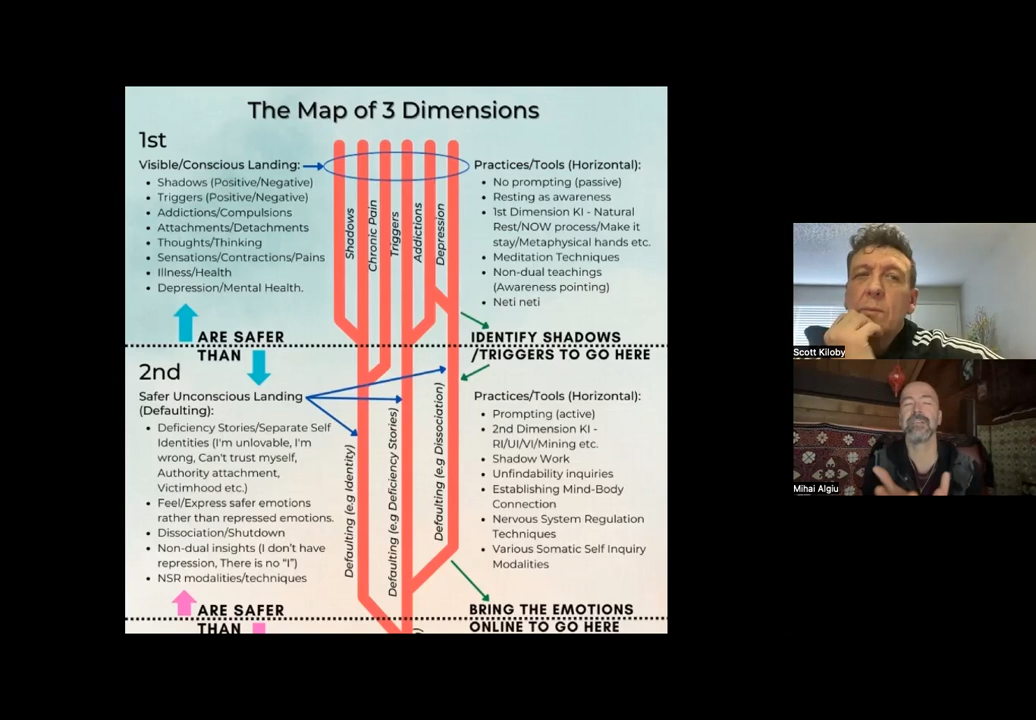 The Map of 3 Dimensions
1st
Visible/Conscious Landing:
• Shadows (Positive/Negative)
• Triggers (Positive/Negative)
• Addictions/Compulsions
• Attachments/Detachments
• Thoughts/Thinking
• Sensations/Contractions/Pains
• Illness/Health
• Depression/Mental Health.
Shadows
Chronic Pain
Triggers
Addictions
Depression
Practices/Tools (Horizontal):
• No prompting (passive)
• Resting as awareness
• 1st Dimension KI - Natural
Rest/NOW process/Make it
stay/Metaphysical hands etc.
• Meditation Techniques
• Non-dual teachings
(Awareness pointing)
• Neti neti
ARE SAFER
THAN
IDENTIFY SHADOWS
/TRIGGERS TO GO HERE
2nd
Safer Unconscious Landing
(Defaulting):
• Deficiency Stories/Separate Self
Identities (I'm unlovable, I'm
wrong, Can't trust myself,
Authority attachment,
Victimhood etc.)
• Feel/Express safer emotions
rather than repressed emotions.
• Dissociation/Shutdown
• Non-dual insights (I don't have
repression, There is no "I")
• NSR modalities/techniques
Defaulting (e.g Identity)
Defaulting (e.g Deficiency Stories)
Defaulting (e.g Dissociation)
Practices/Tools (Horizontal):
• Prompting (active)
• 2nd Dimension KI -
RI/UI/VI/Mining etc.
• Shadow Work
• Unfindability inquiries
• Establishing Mind-Body
Connection
• Nervous System Regulation
Techniques
• Various Somatic Self Inquiry
Modalities
ARE SAFER
THAN
BRING THE EMOTIONS
ONLINE TO GO HERE
Scott Kiloby
Mihai Algiu